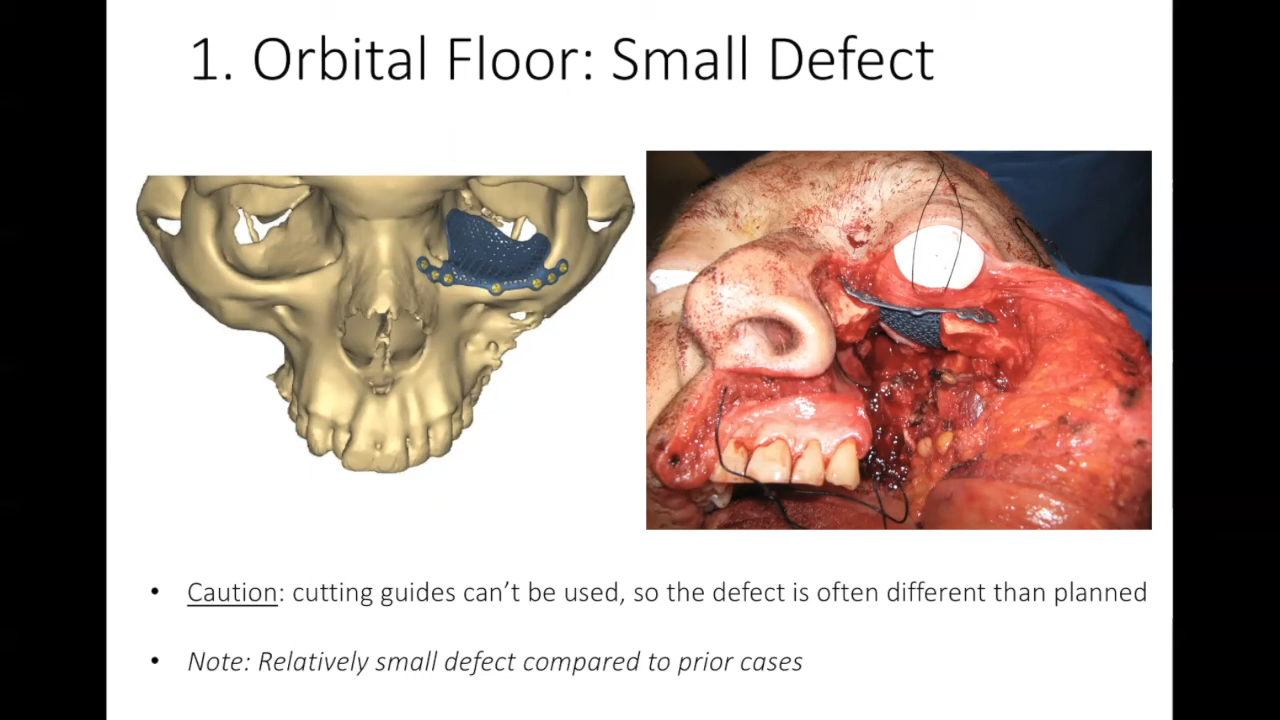 1. Orbital Floor: Small Defect
• Caution: cutting guides can’t be used, so the defect is often different than planned
• Note: Relatively small defect compared to prior cases